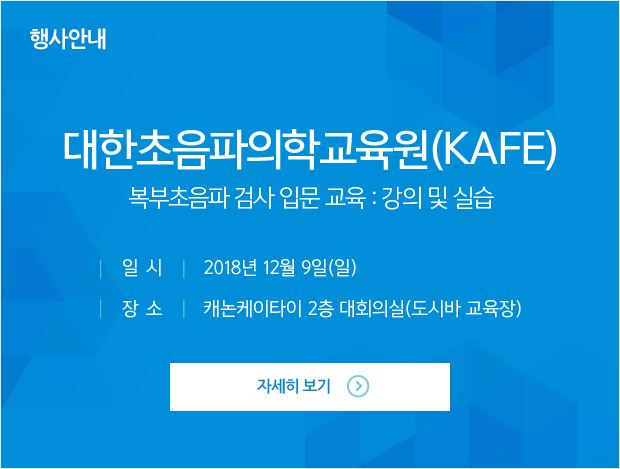 행사안내
대한초음파의학교육원(KAFE)
복부초음파 검사 입문 교육 : 강의 및 실습
| 일 시 | 2018년 12월 9일(일)
| 장 소 | 캐논케이타이 2층 대회의실(도시바 교육장)
자세히 보기